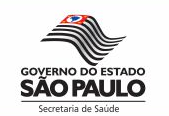 GOVERNO DO ESTADO
SÃO PAULO
Secretaria de Saúde